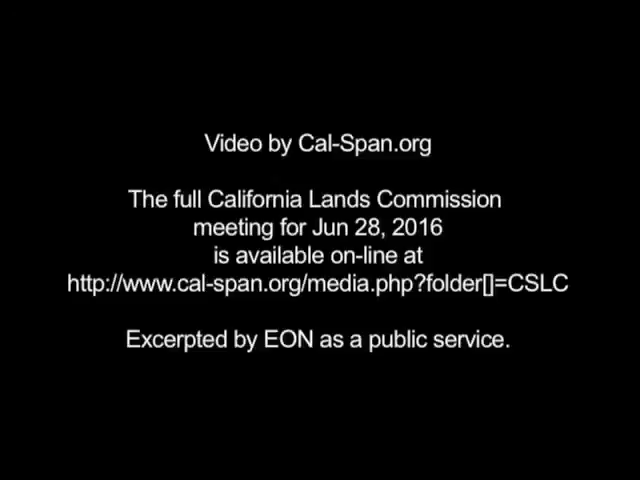 Video by Cal-Span.org
The full California Lands Commission
meeting for Jun 28, 2016
is available on-line at
http://www.cal-span.org/media.php?folder[]=CSLC
Excerpted by EON as a public service.